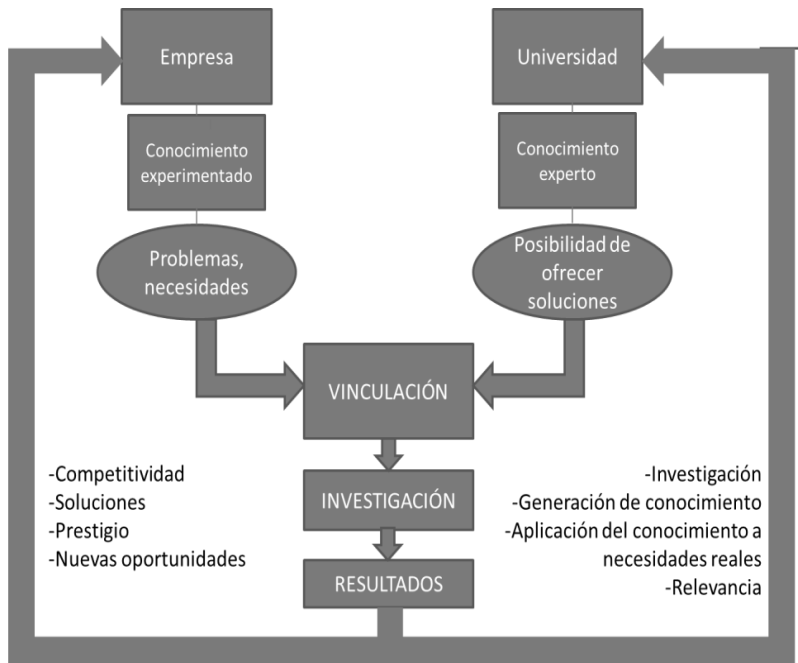 Empresa
Universidad
Conocimiento
experimentado
Conocimiento
experto
Problemas,
necesidades
Posibilidad de
ofrecer
soluciones
VINCULACIÓN
-Competitividad
-Soluciones
-Prestigio
-Nuevas oportunidades
INVESTIGACIÓN
-Investigación
-Generación de conocimiento
-Aplicación del conocimiento a
necesidades reales
-Relevancia
RESULTADOS